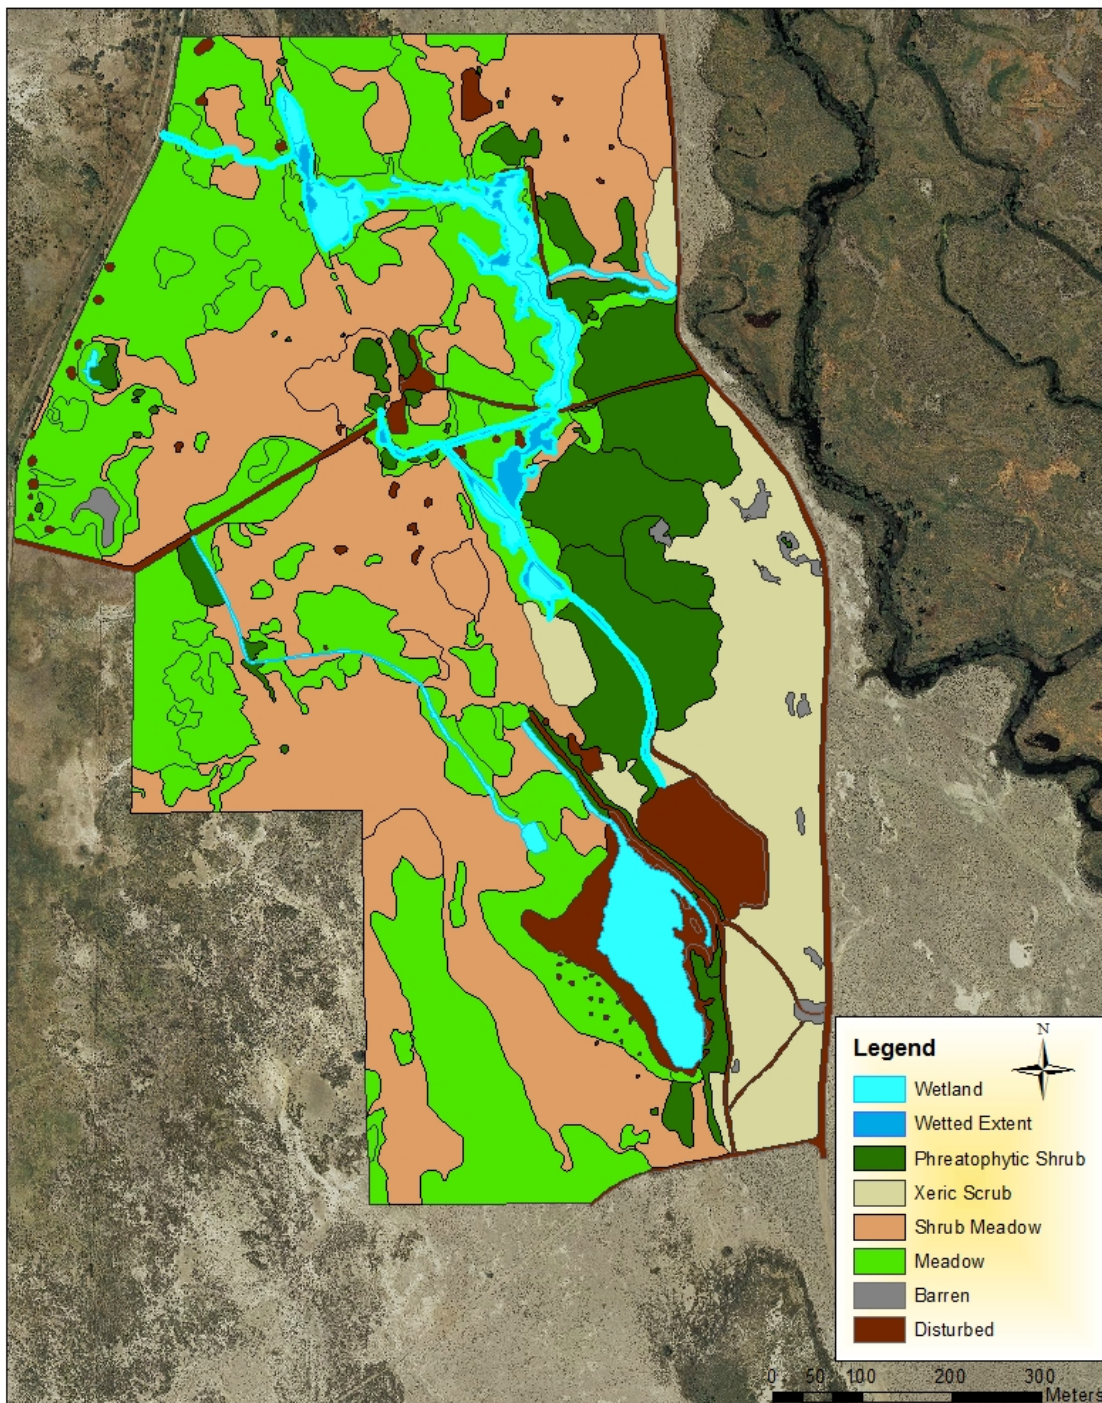 Legend
N
Wetland
Wetted Extent
Phreatophytic Shrub
Xeric Scrub
Shrub Meadow
Meadow
Barren
Disturbed
0 50 100 200 300
Meters